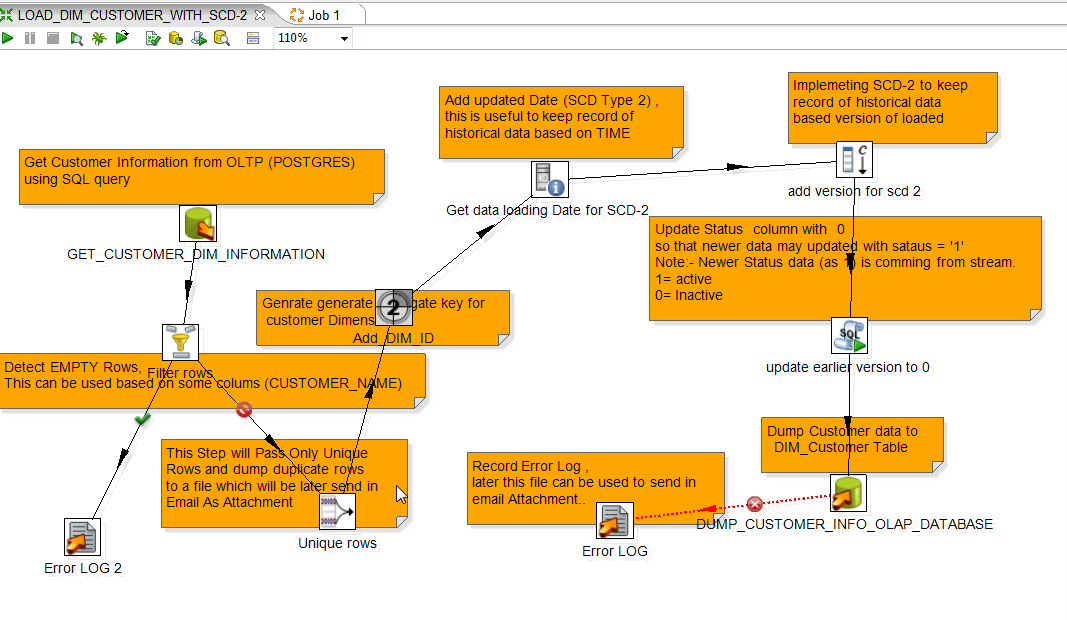 LOAD_DIM_CUSTOMER_WITH_SCD-2
Job 1
110%
Implemeting SCD-2 to keep
record of historical data
based version of loaded
Add updated Date (SCD Type 2) ,
this is useful to keep record of
historical data based on TIME
Get Customer Information from OLTP (POSTGRES)
using SQL query
add version for scd 2
Get data loading Date for SCD-2
GET_CUSTOMER_DIM_INFORMATION
Update Status column with 0
so that newer data may updated with sataus = '1'
Note:- Newer Status data (as 1) is comming from stream.
1= active
0= Inactive
Genrate generate gate key for
customer Dimens
2
Add_DIM_ID
SQL
update earlier version to 0
Detect EMPTY Rows,
Filter rows
This can be used based on some colums (CUSTOMER_NAME)
Dump Customer data to
DIM_Customer Table
This Step will Pass Only Unique
Rows and dump duplicate rows
to a file which will be later send in
Email As Attachment
Record Error Log ,
later this file can be used to send in
email Attachment..
DUMP_CUSTOMER_INFO_OLAP_DATABASE
Unique rows
Error LOG
Error LOG 2